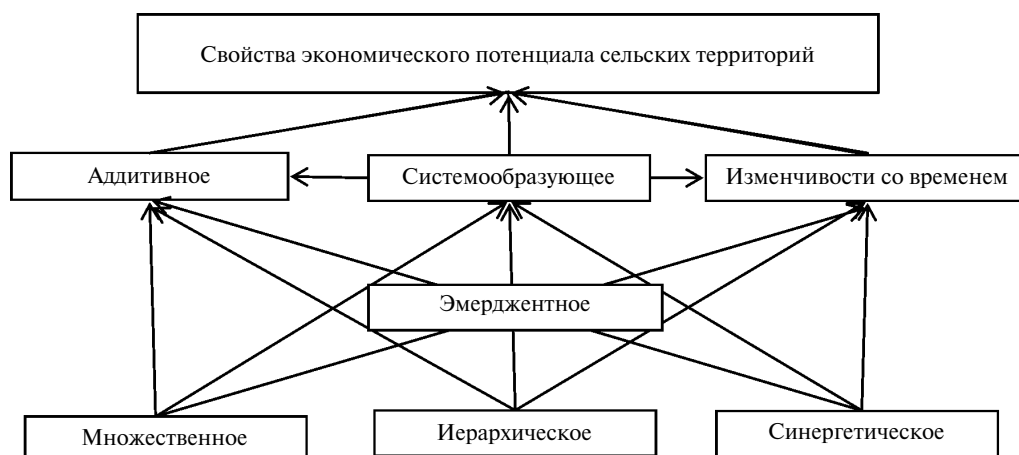 Свойства экономического потенциала сельских территорий
Аддитивное
Системообразующее
Изменчивости со временем
Эмерджентное
Множественное
Иерархическое
Синергетическое